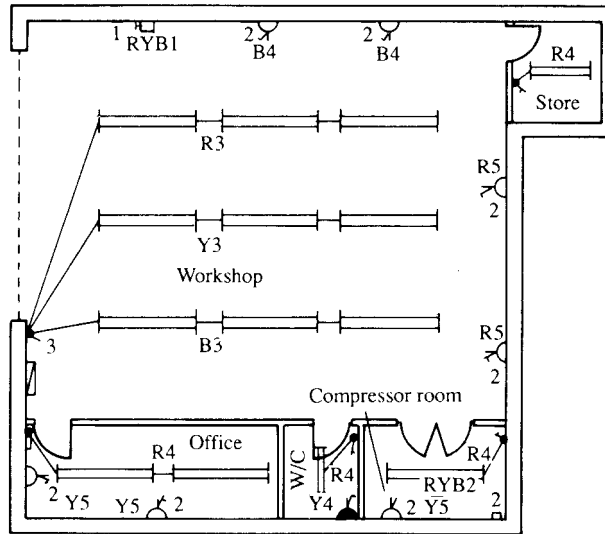 1
RYB1
2
B4
2
B4
R4
Store
R3
R5
2
Y3
Workshop
3
B3
R5
2
Compressor room
Office
R4
W/C
R4
R4
2
Y5
Y5
2
Y4
2
RYB2
Y5
2